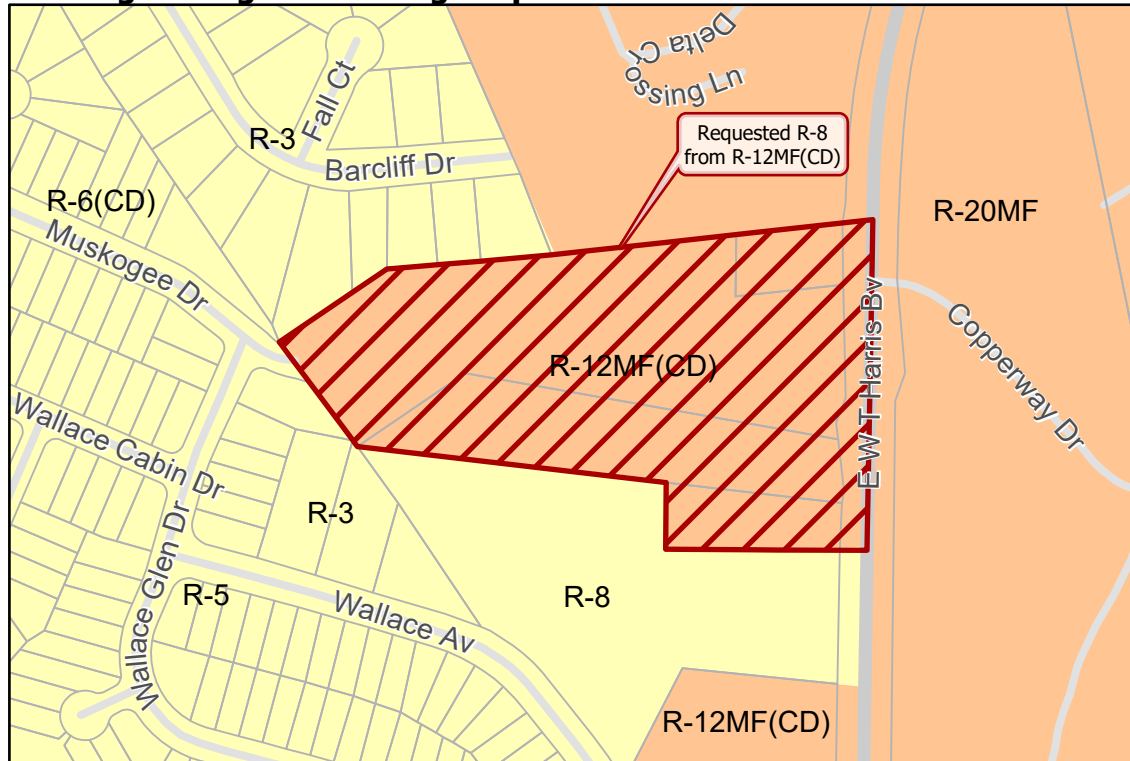 Delta Cr
ossing Ln
Fall Ct
R-3
Requested R-8
from R-12MF(CD)
Barcliff Dr
R-6(CD)
R-20MF
Muskogee Dr
E W T Harris Bv
Copperway Dr
R-12MF(CD)
Wallace Cabin Dr
R-3
Wallace Glen Dr
R-5
R-8
Wallace Av
R-12MF(CD)